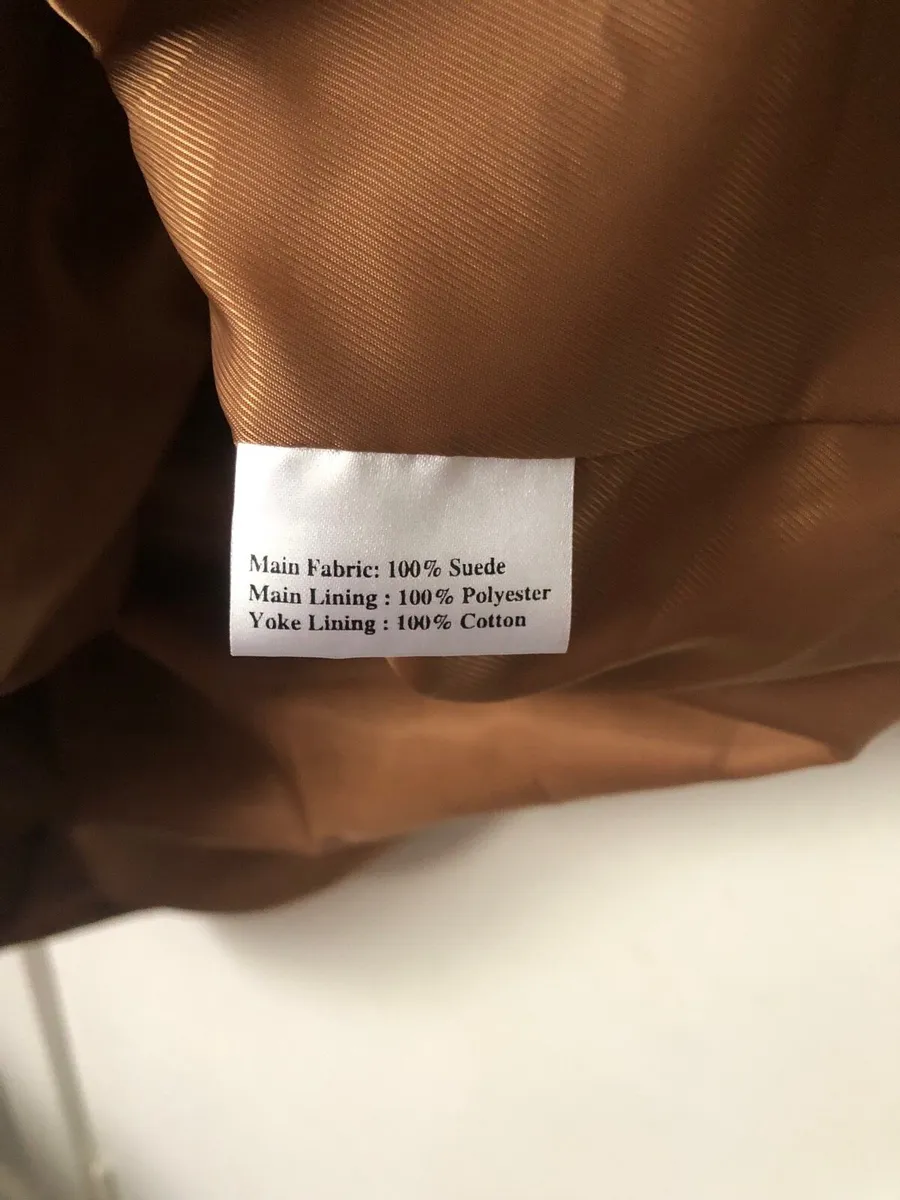 Main Fabric: 100% Suede
Main Lining : 100% Polyester
Yoke Lining : 100% Cotton